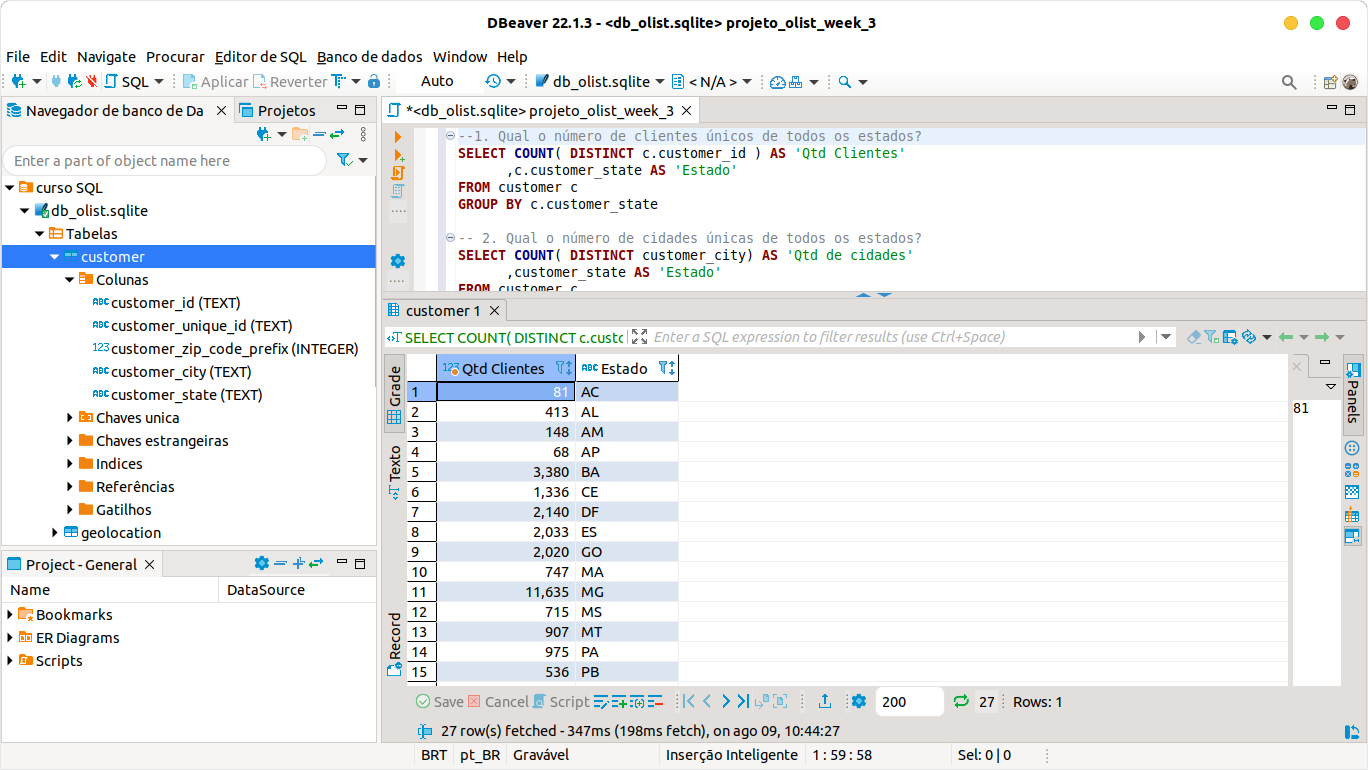 DBeaver 22.1.3 - <db_olist.sqlite> projeto_olist_week_3
File Edit Navigate Procurar Editor de SQL Banco de dados Window Help
SQL Aplicar Reverter Auto db_olist.sqlite < N/A >
Navegador de banco de Da
Projetos
Enter a part of object name here
curso SQL
db_olist.sqlite
Tabelas
customer
Colunas
ABC customer_id (TEXT)
ABC customer_unique_id (TEXT)
123 customer_zip_code_prefix (INTEGER)
ABC customer_city (TEXT)
ABC customer_state (TEXT)
Chaves unica
Chaves estrangeiras
Indices
Referências
Gatilhos
geolocation
Project - General
Name DataSource
Bookmarks
ER Diagrams
Scripts
*<db_olist.sqlite> projeto_olist_week_3
--1. Qual o número de clientes únicos de todos os estados?
SELECT COUNT( DISTINCT c.customer_id ) AS 'Qtd Clientes'
,c.customer_state AS 'Estado'
FROM customer c
GROUP BY c.customer_state
-- 2. Qual o número de cidades únicas de todos os estados?
SELECT COUNT( DISTINCT customer_city) AS 'Qtd de cidades'
,customer_state AS 'Estado'
FROM customer c
customer 1
SELECT COUNT( DISTINCT c.custo
Enter a SQL expression to filter results (use Ctrl+Space)
Grade
Texto
Record
123 Qtd Clientes ABC Estado
1 81 AC
2 413 AL
3 148 AM
4 68 AP
5 3,380 BA
6 1,336 CE
7 2,140 DF
8 2,033 ES
9 2,020 GO
10 747 MA
11 11,635 MG
12 715 MS
13 907 MT
14 975 PA
15 536 PB
81
Panels
Save Cancel Script 200 27 Rows: 1
27 row(s) fetched - 347ms (198ms fetch), on ago 09, 10:44:27
BRT pt_BR Gravável Inserção Inteligente 1 : 59 : 58 Sel: 0 | 0